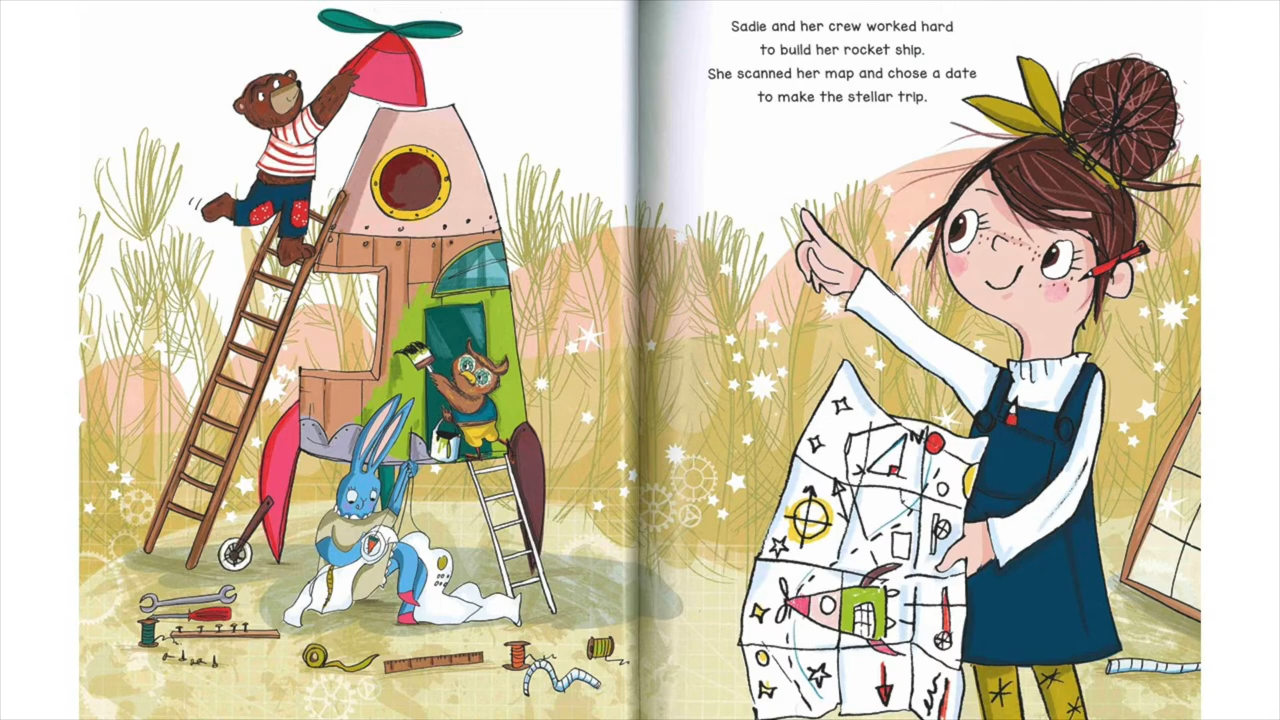 Sadie and her crew worked hard
to build her rocket ship.
She scanned her map and chose a date
to make the stellar trip.